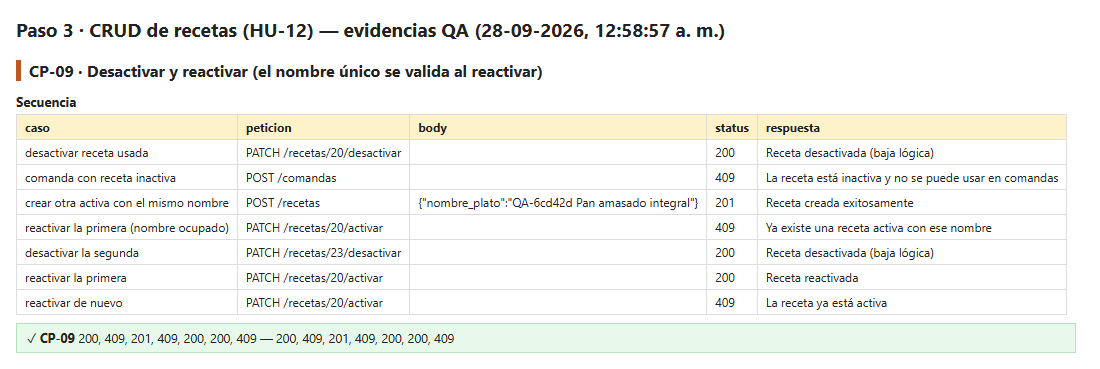 Paso 3 · CRUD de recetas (HU-12) — evidencias QA (28-09-2026, 12:58:57 a. m.)
CP-09 · Desactivar y reactivar (el nombre único se valida al reactivar)
Secuencia
caso peticion body status respuesta
desactivar receta usada PATCH /recetas/20/desactivar 200 Receta desactivada (baja lógica)
comanda con receta inactiva POST /comandas 409 La receta está inactiva y no se puede usar en comandas
crear otra activa con el mismo nombre POST /recetas {"nombre_plato":"QA-6cd42d Pan amasado integral"} 201 Receta creada exitosamente
reactivar la primera (nombre ocupado) PATCH /recetas/20/activar 409 Ya existe una receta activa con ese nombre
desactivar la segunda PATCH /recetas/23/desactivar 200 Receta desactivada (baja lógica)
reactivar la primera PATCH /recetas/20/activar 200 Receta reactivada
reactivar de nuevo PATCH /recetas/20/activar 409 La receta ya está activa
✓ CP-09 200, 409, 201, 409, 200, 200, 409 — 200, 409, 201, 409, 200, 200, 409